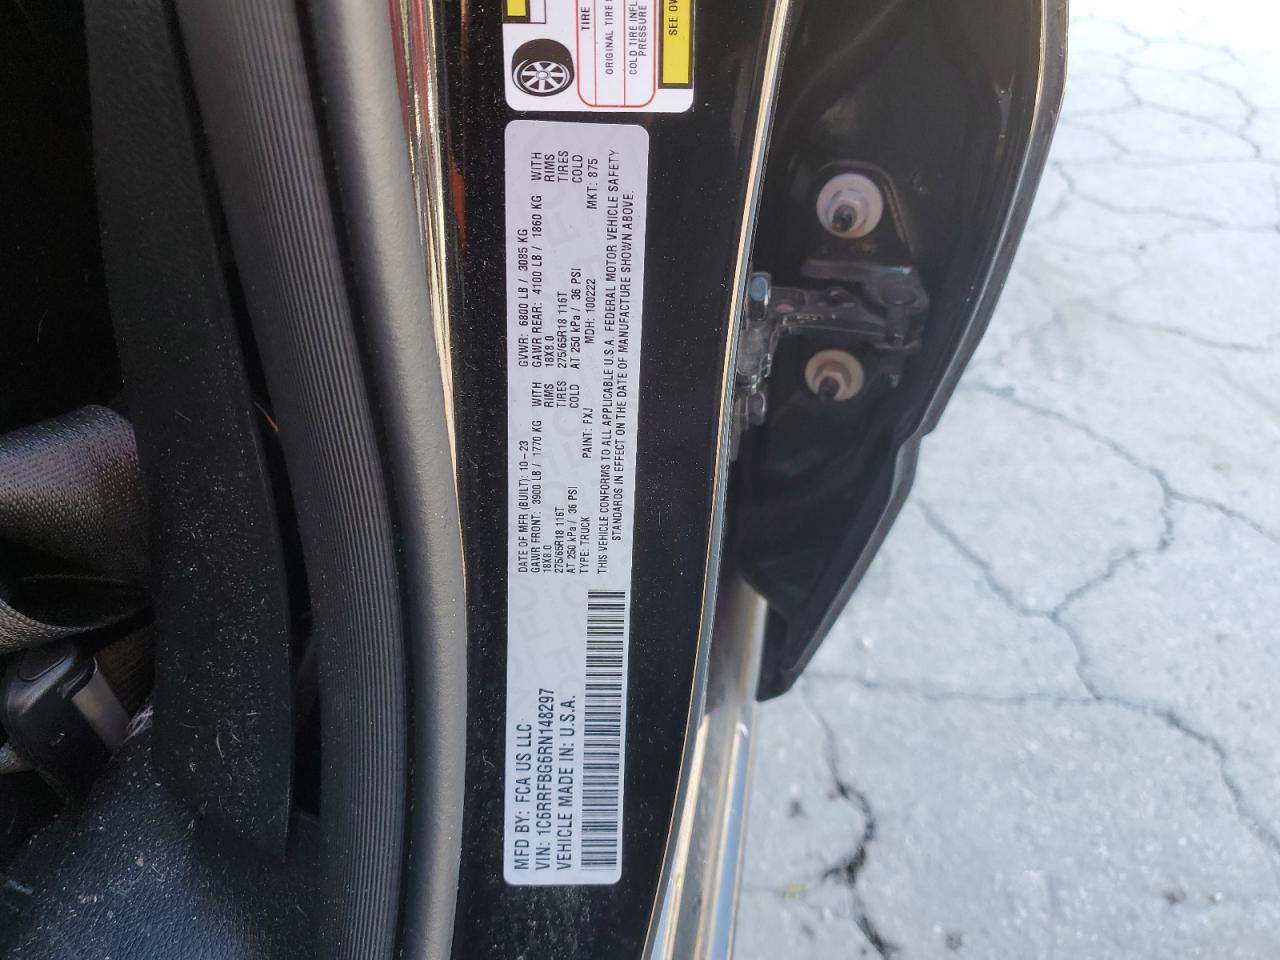 TIRE
ORIGINAL TIRE
COLD TIRE
PRESSURE
MFD BY: FCA US LLC
VIN: 1C6RRFBG6RN148297
VEHICLE MADE IN: U.S.A.
DATE OF MFR (BUILT): 10-23 GVWR: 6800 LB / 3085 KG
GAWR FRONT: 3900 LB / 1770 KG WITH GAWR REAR: 4100 LB / 1860 KG WITH
18X8.0 RIMS 18X8.0 RIMS
275/65R18 116T TIRES 275/65R18 116T TIRES
AT 250 kPa / 36 PSI COLD AT 250 kPa / 36 PSI COLD
TYPE: TRUCK PAINT: FXJ MDH: 100222 MKT: 875
THIS VEHICLE CONFORMS TO ALL APPLICABLE U.S.A. FEDERAL MOTOR VEHICLE SAFETY
STANDARDS IN EFFECT ON THE DATE OF MANUFACTURE SHOWN ABOVE.